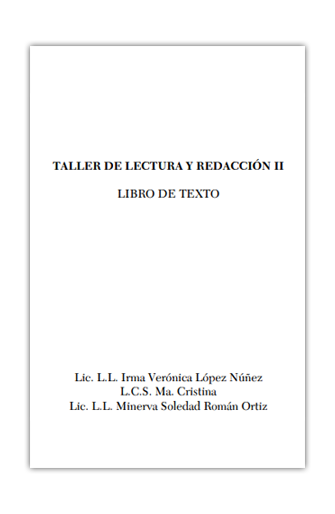 TALLER DE LECTURA Y REDACCIÓN II
LIBRO DE TEXTO
Lic. L.L. Irma Verónica López Núñez
L.C.S. Ma. Cristina
Lic. L.L. Minerva Soledad Román Ortiz